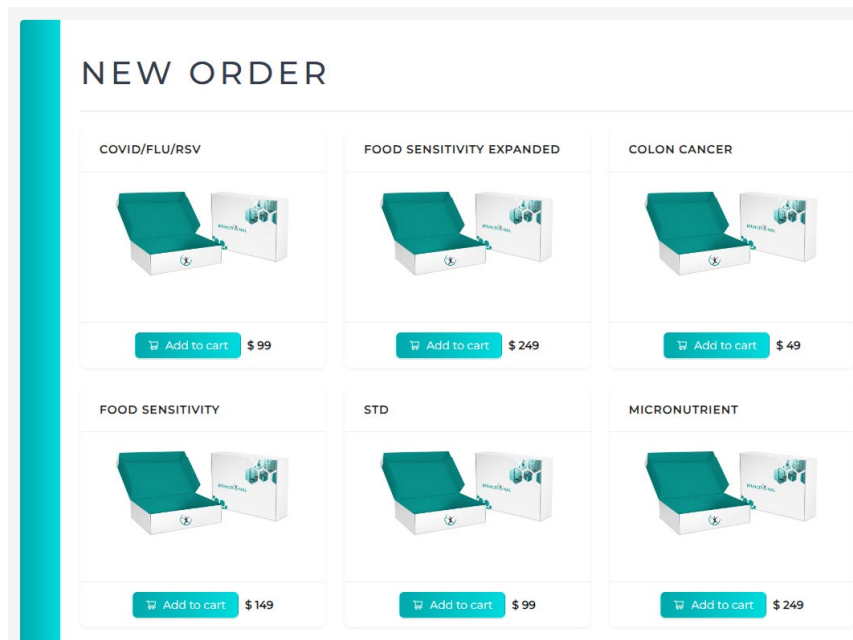 NEW ORDER
COVID/FLU/RSV
FOOD SENSITIVITY EXPANDED
COLON CANCER
Add to cart $ 99
Add to cart $ 249
Add to cart $ 49
FOOD SENSITIVITY
STD
MICRONUTRIENT
Add to cart $ 149
Add to cart $ 99
Add to cart $ 249